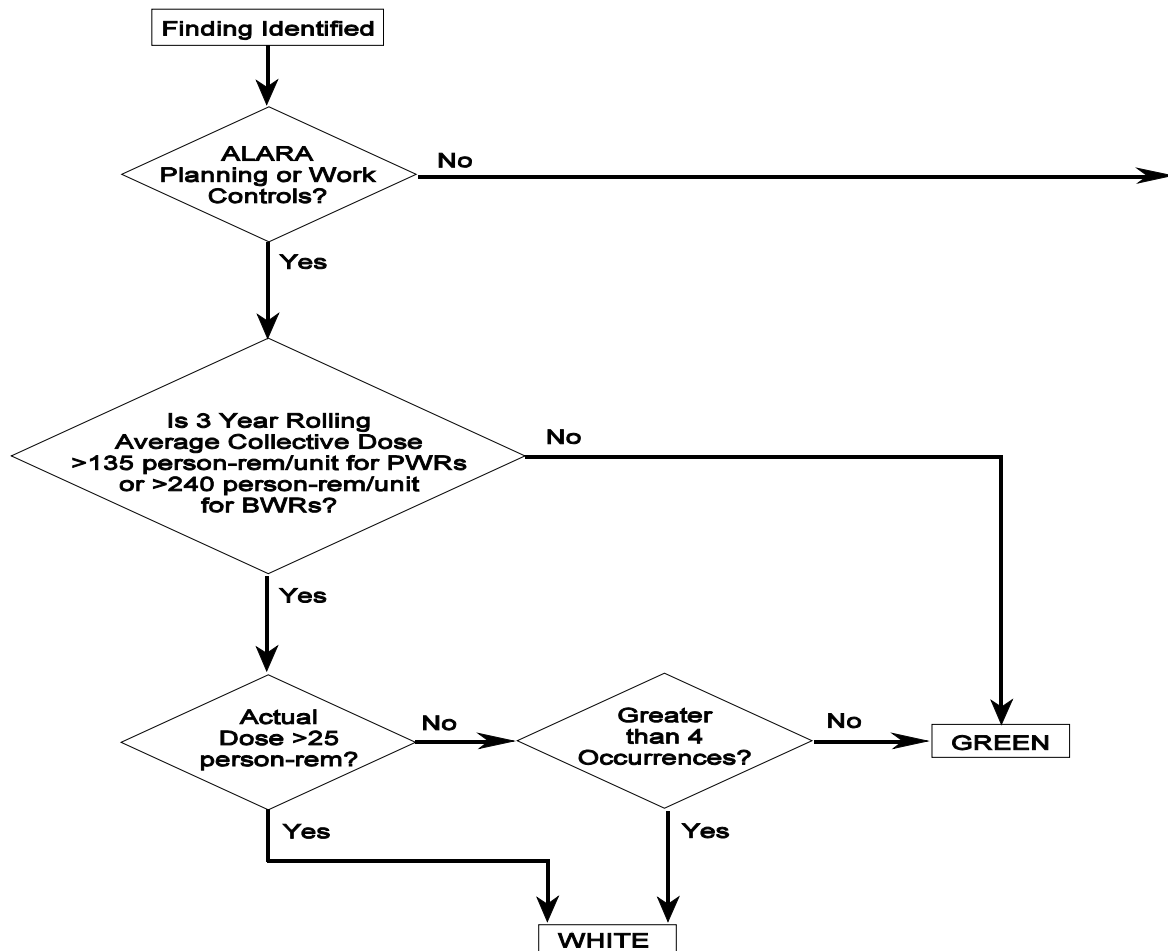 Finding Identified
ALARA
Planning or Work
Controls?
No
Yes
Is 3 Year Rolling
Average Collective Dose
>135 person-rem/unit for PWRs
or >240 person-rem/unit
for BWRs?
No
Yes
Actual
Dose >25
person-rem?
No
Greater
than 4
Occurrences?
No
GREEN
Yes
Yes
WHITE